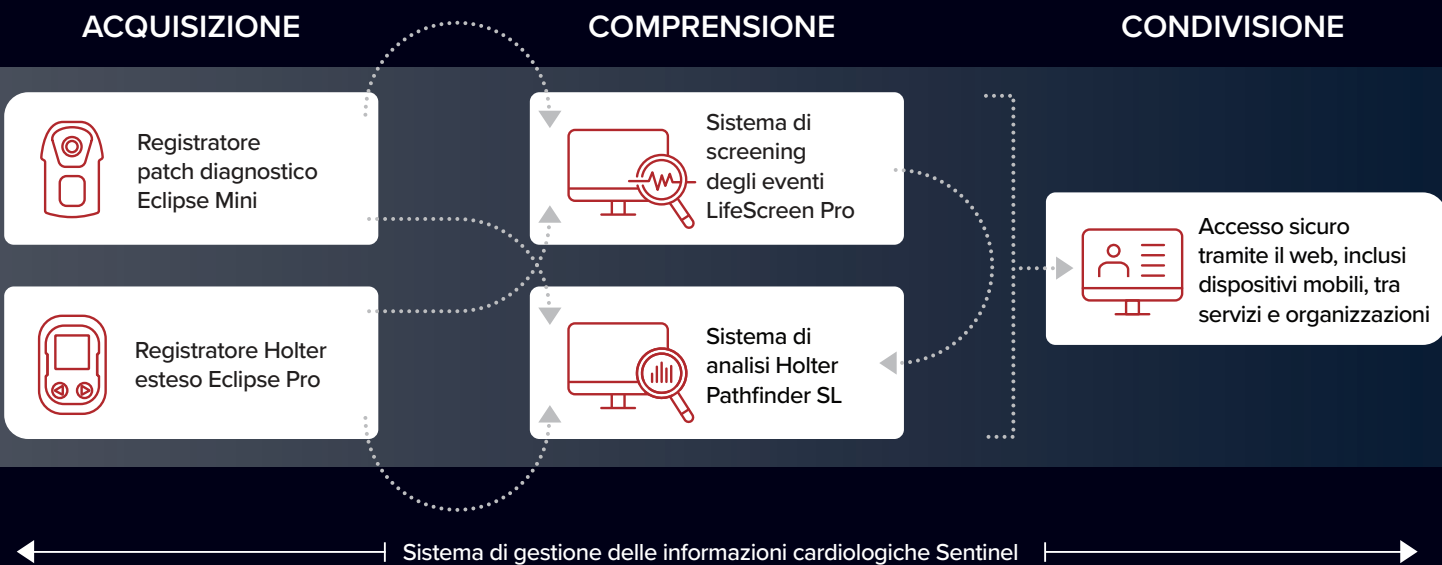 ACQUISIZIONE
COMPRENSIONE
CONDIVISIONE
Registratore
patch diagnostico
Eclipse Mini
Sistema di
screening
degli eventi
LifeScreen Pro
Accesso sicuro
tramite il web, inclusi
dispositivi mobili, tra
servizi e organizzazioni
Registratore Holter
esteso Eclipse Pro
Sistema di
analisi Holter
Pathfinder SL
Sistema di gestione delle informazioni cardiologiche Sentinel